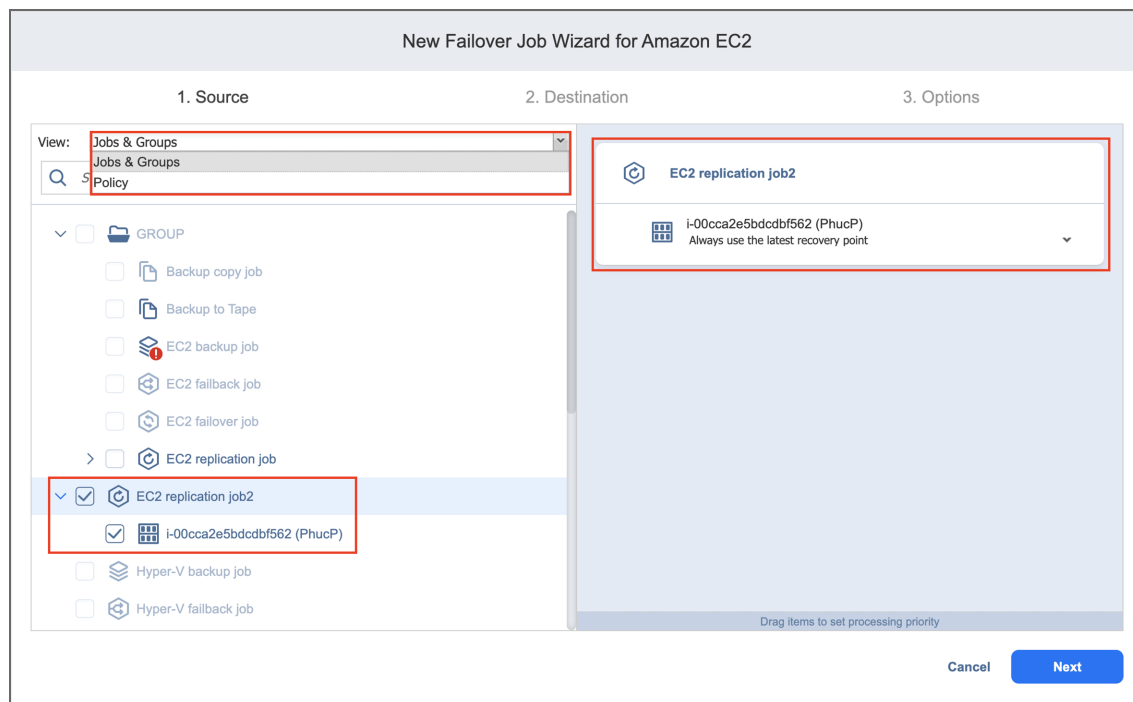 New Failover Job Wizard for Amazon EC2
1. Source
2. Destination
3. Options
View:
Jobs & Groups
Jobs & Groups
Policy
S
GROUP
Backup copy job
Backup to Tape
EC2 backup job
EC2 failback job
EC2 failover job
EC2 replication job
EC2 replication job2
i-00cca2e5bdcdbf562 (PhucP)
Hyper-V backup job
Hyper-V failback job
EC2 replication job2
i-00cca2e5bdcdbf562 (PhucP)
Always use the latest recovery point
Drag items to set processing priority
Cancel
Next